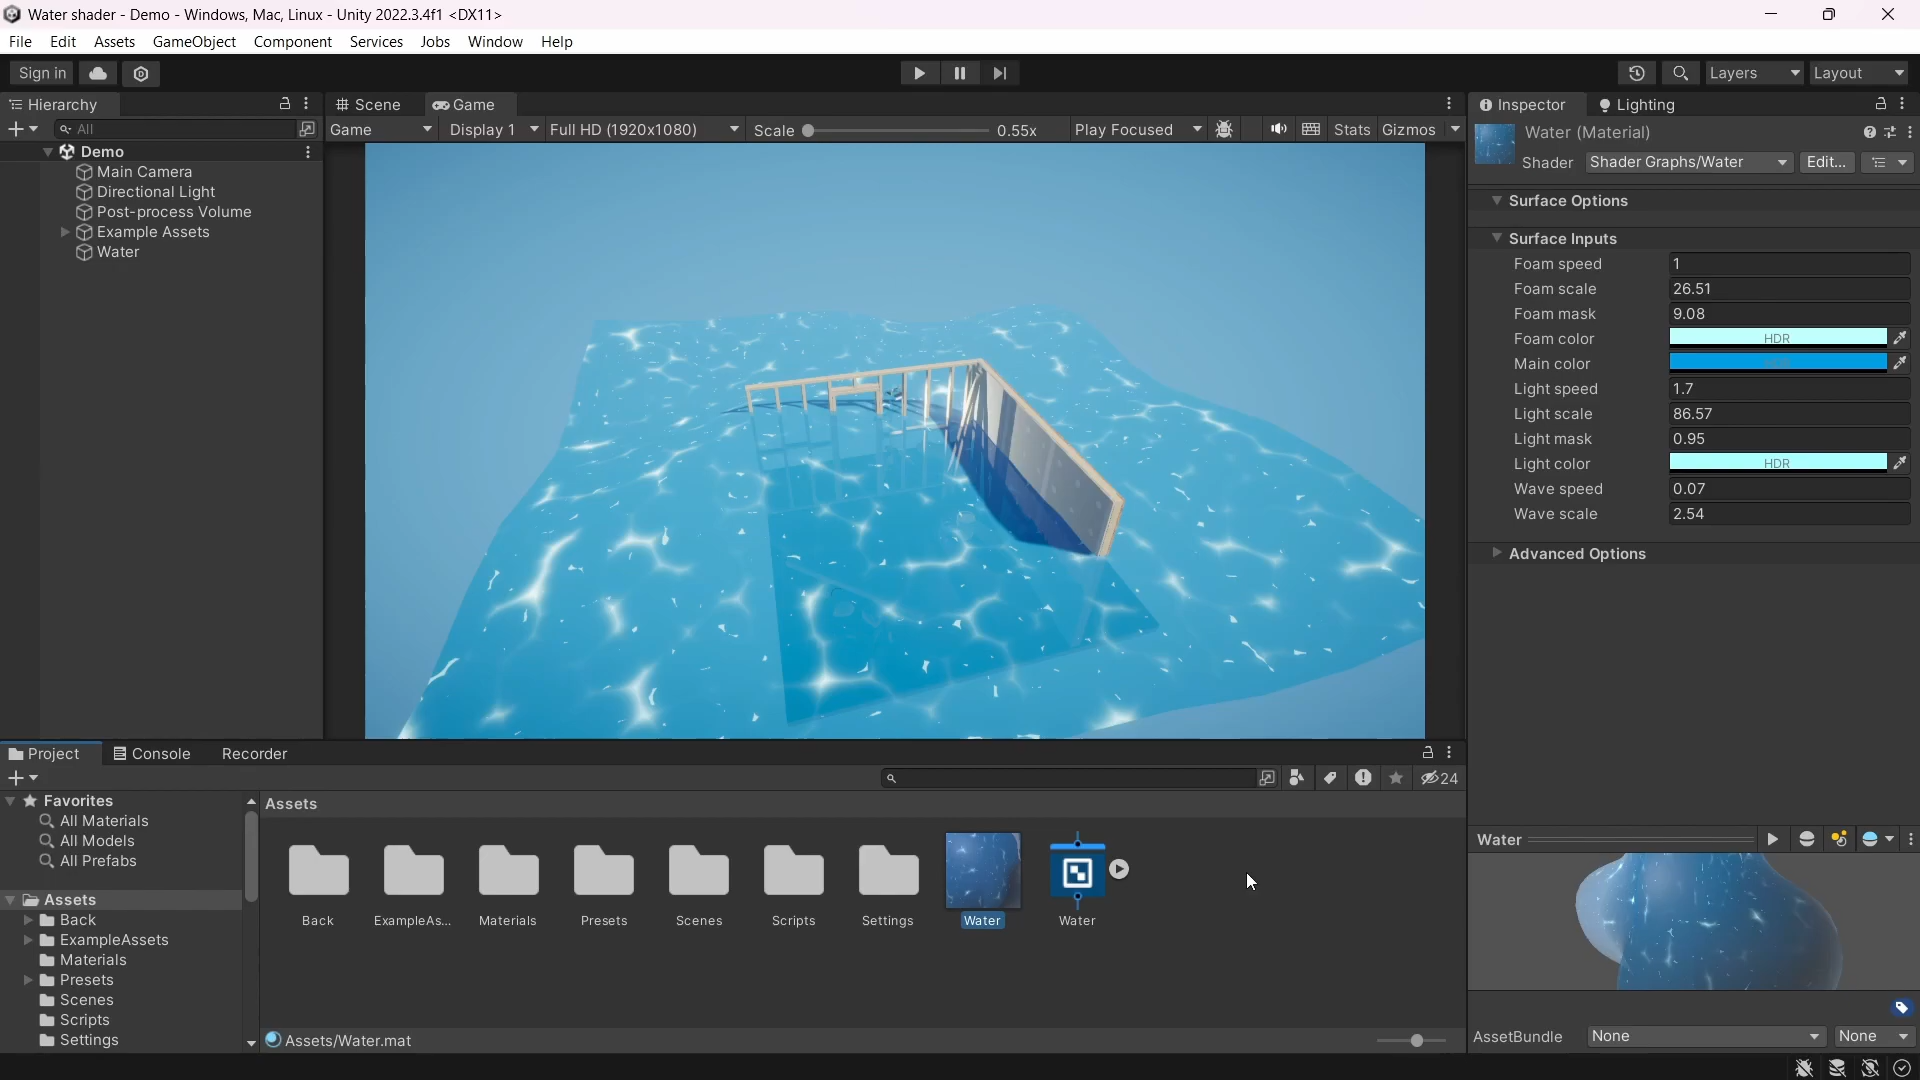 Water shader - Demo - Windows, Mac, Linux - Unity 2022.3.4f1 <DX11>
File Edit Assets GameObject Component Services Jobs Window Help
Sign in Layers Layout
Hierarchy
All
Demo
Main Camera
Directional Light
Post-process Volume
Example Assets
Water
Scene Game
Game Display 1 Full HD (1920x1080) Scale 0.55x Play Focused Stats Gizmos
Inspector Lighting
Water (Material)
Shader Shader Graphs/Water Edit...
Surface Options
Surface Inputs
Foam speed 1
Foam scale 26.51
Foam mask 9.08
Foam color HDR
Main color
Light speed 1.7
Light scale 86.57
Light mask 0.95
Light color HDR
Wave speed 0.07
Wave scale 2.54
Advanced Options
Project Console Recorder
24
Favorites
All Materials
All Models
All Prefabs
Assets
Back
ExampleAssets
Materials
Presets
Scenes
Scripts
Settings
Assets
Back ExampleAs... Materials Presets Scenes Scripts Settings Water Water
Assets/Water.mat
Water
AssetBundle None None